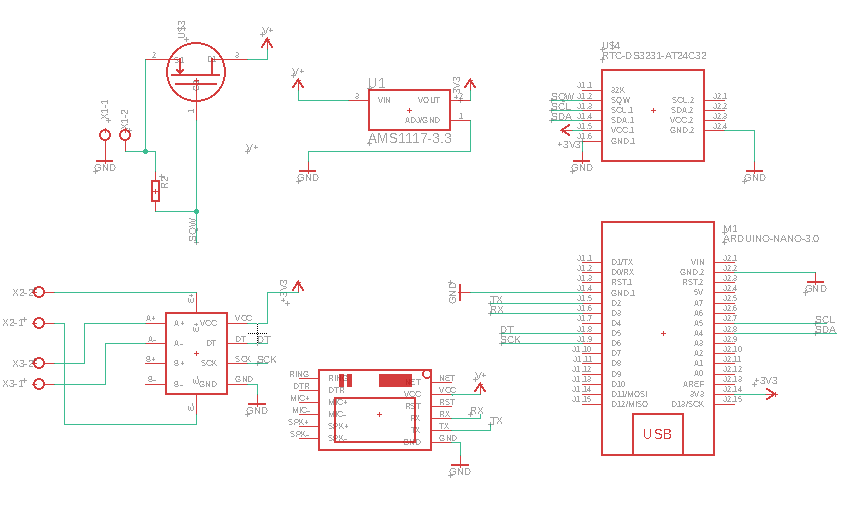 U$3
V+
2
S1
D1
3
G1
1
X1-1
X1-2
GND
R2
SQW
V+
V+
U1
3
VIN
VOUT
2
+3V3
ADJ/GND
1
AMS1117-3.3
GND
U$4
RTC-DS3231-AT24C32
J1.1
J1.2
J1.3
J1.4
J1.5
J1.6
32K
SQW
SCL.1
SDA.1
VCC.1
GND.1
SQW
SCL
SDA
+3V3
GND
SCL.2
SDA.2
VCC.2
GND.2
J2.1
J2.2
J2.3
J2.4
GND
X2-2
X2-1
X3-2
X3-1
E+
A+
A-
B+
B-
A+
A-
B+
B-
E+
E-
VCC
DT
SCK
GND
VCC
DT
SCK
GND
DT
SCK
+3V3
GND
E-
RING
DTR
MIC+
MIC-
SPK+
SPK-
RING
DTR
MIC+
MIC-
SPK+
SPK-
NET
VCC
RST
RX
TX
GND
NET
VCC
RST
RX
TX
GND
V+
RX
TX
GND
M1
ARDUINO-NANO-3.0
GND
TX
RX
DT
SCK
J1.1
J1.2
J1.3
J1.4
J1.5
J1.6
J1.7
J1.8
J1.9
J1.10
J1.11
J1.12
J1.13
J1.14
J1.15
D1/TX
D0/RX
RST.1
GND.1
D2
D3
D4
D5
D6
D7
D8
D9
D10
D11/MOSI
D12/MISO
VIN
GND.2
RST.2
5V
A7
A6
A5
A4
A3
A2
A1
A0
AREF
3V3
D13/SCK
J2.1
J2.2
J2.3
J2.4
J2.5
J2.6
J2.7
J2.8
J2.9
J2.10
J2.11
J2.12
J2.13
J2.14
J2.15
GND
SCL
SDA
+3V3
USB